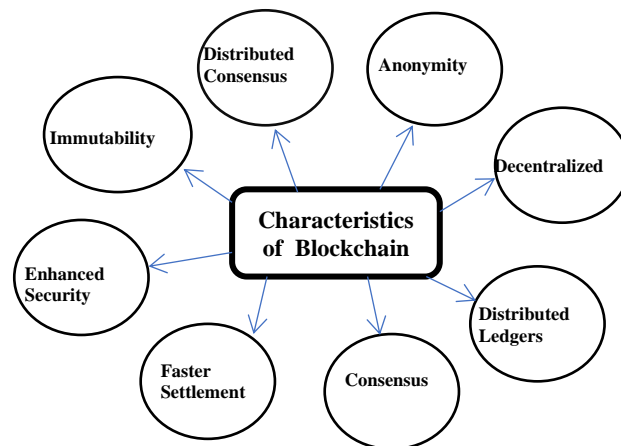 Distributed
Consensus
Anonymity
Immutability
Decentralized
Characteristics
of Blockchain
Enhanced
Security
Distributed
Ledgers
Faster
Settlement
Consensus